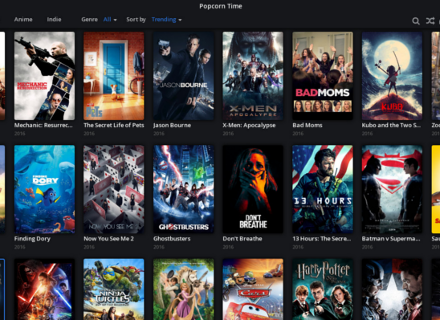 Popcorn Time
Anime Indie Genre All Sort by Trending
MECHANIC
JASON BOURNE
X-MEN
APOCALYPSE
BAD MOMS
KUBO
Mechanic: Resurrec...
The Secret Life of Pets
Jason Bourne
X-Men: Apocalypse
Bad Moms
Kubo and the Two S...
2016
2016
2016
2016
2016
2016
FINDING
DORY
NOW YOU SEE ME 2
GHOSTBUSTERS
DON'T
BREATHE
13 HOURS
Finding Dory
Now You See Me 2
Ghostbusters
Don't Breathe
13 Hours: The Secre...
Batman v Superma...
2016
2016
2016
2016
2016
2016
NINJA
TURTLES
Cars
Harry Potter